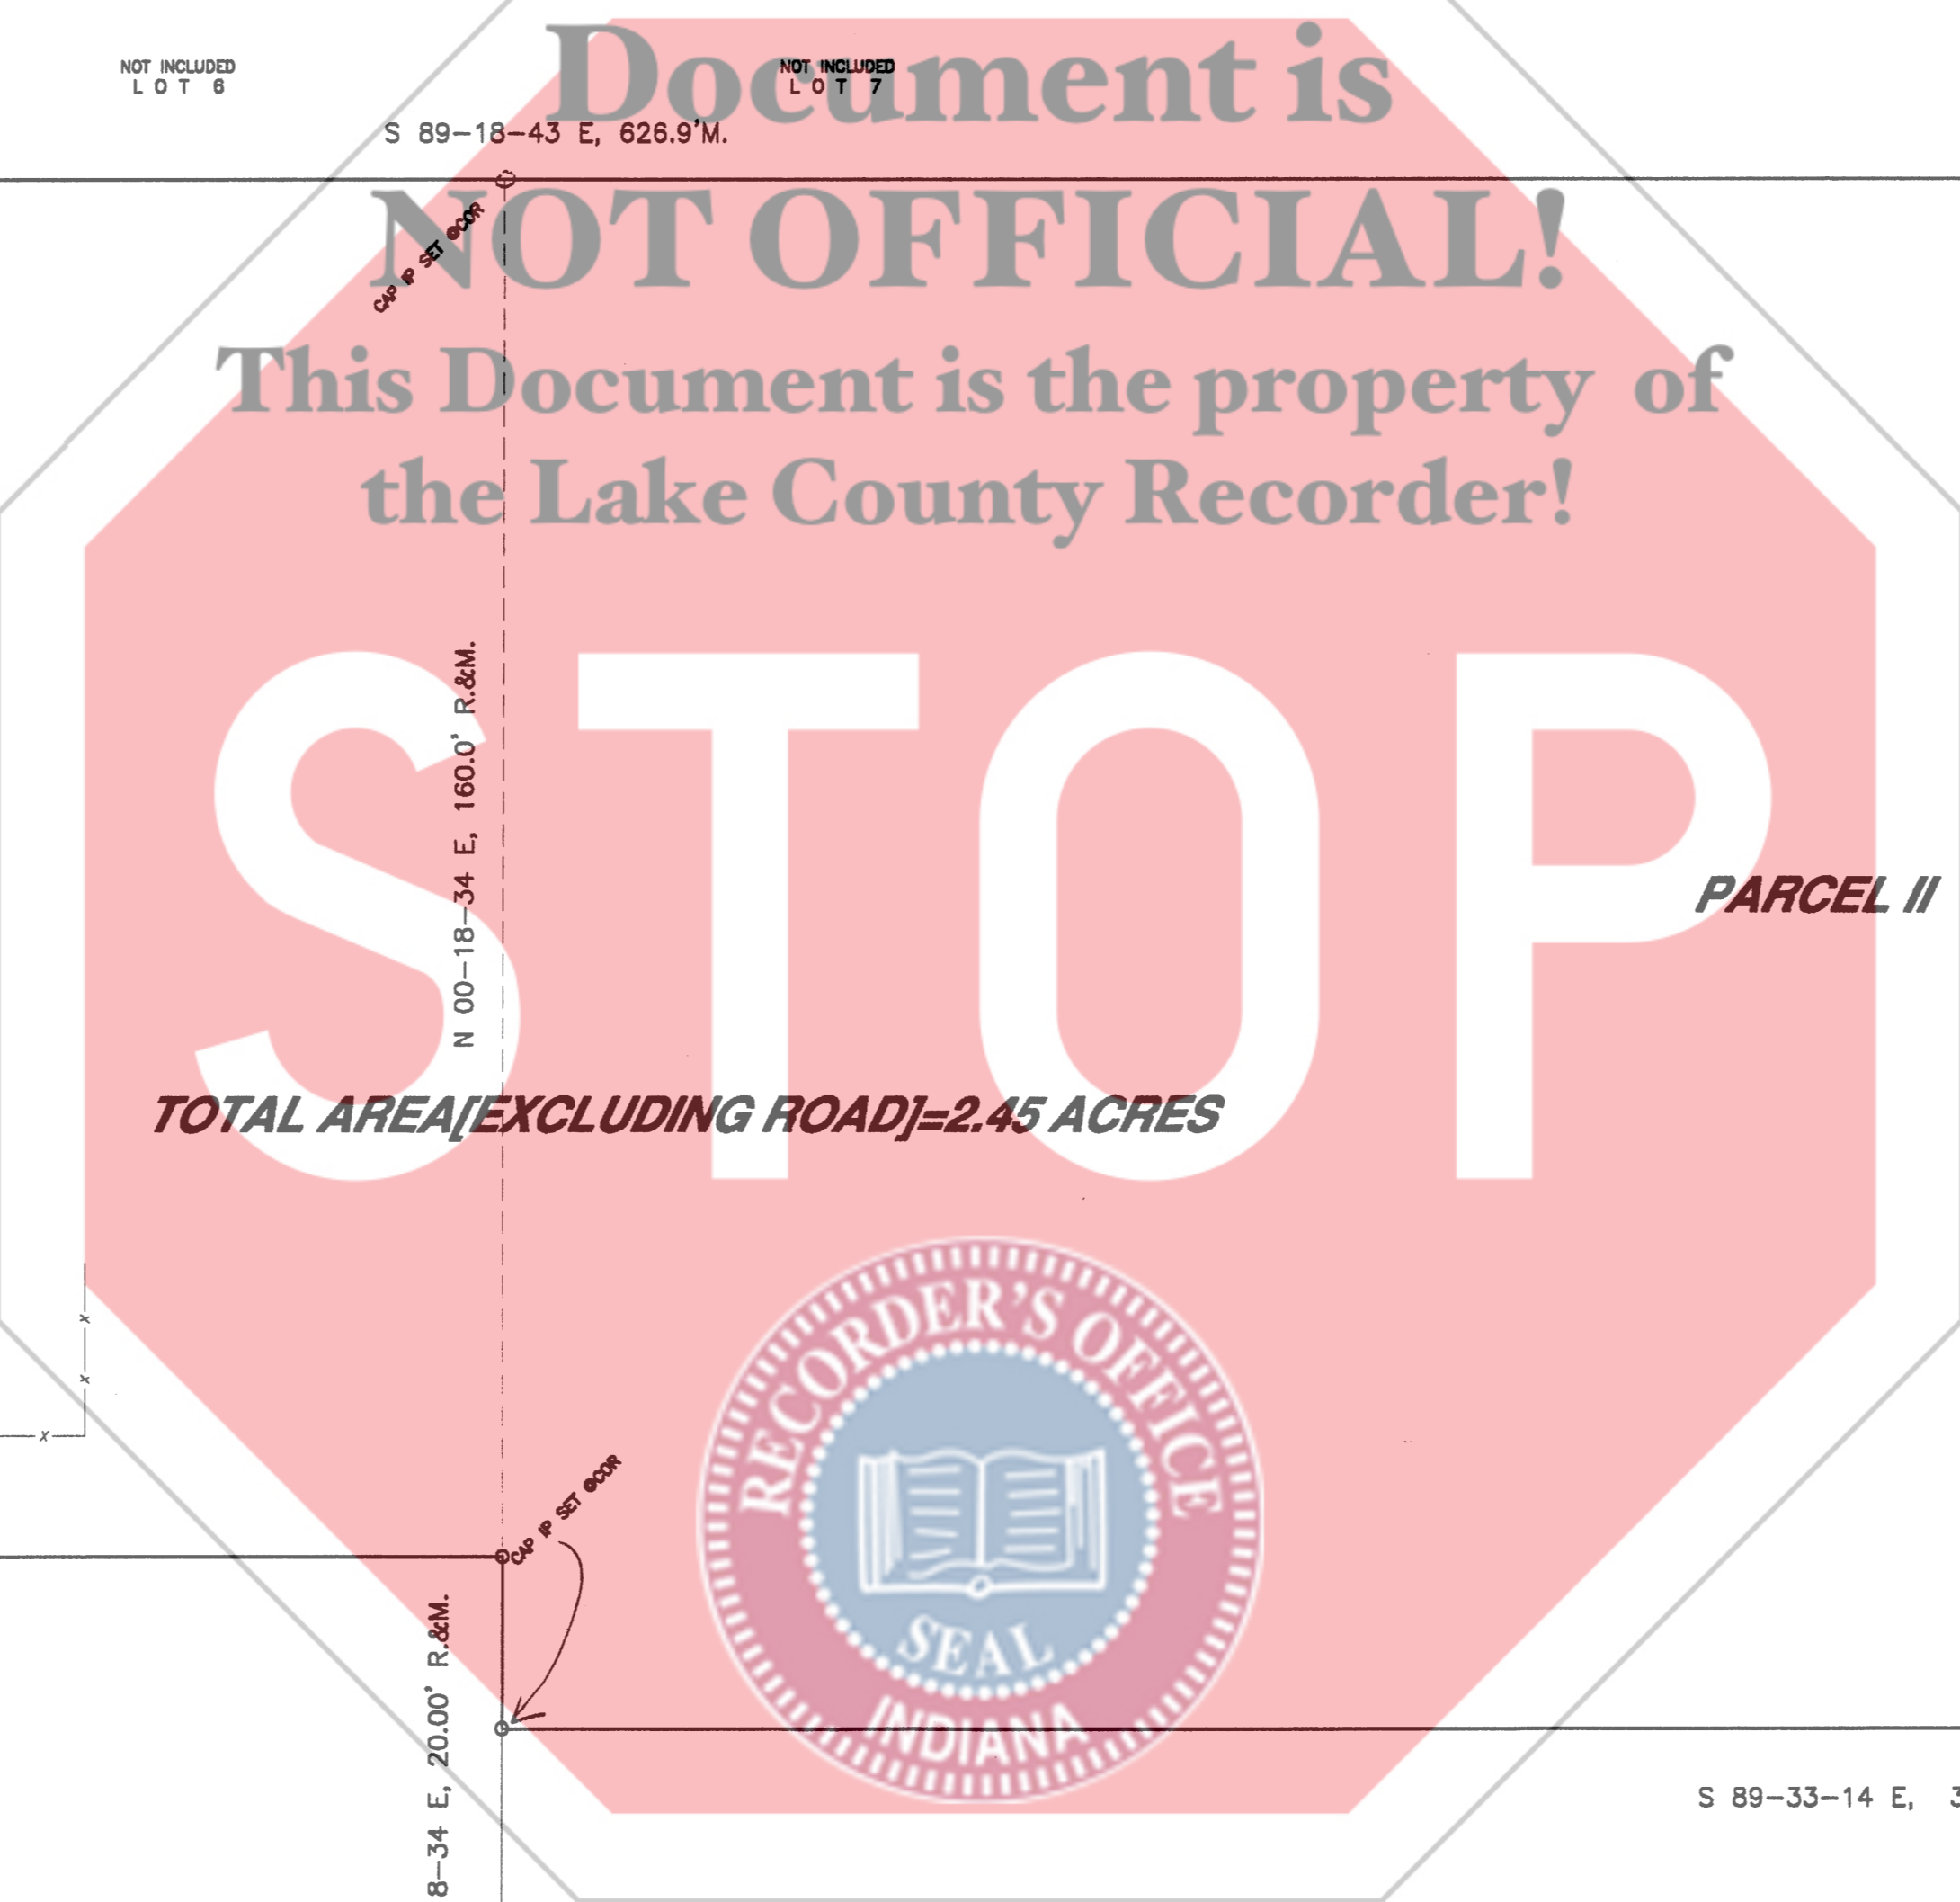 Document is
NOT INCLUDED
LOT 6
NOT INCLUDED
LOT 7
S 89-18-43 E, 626.9'M.
NOT OFFICIAL!
CAP IP SET @COR
This Document is the property of
the Lake County Recorder!
STOP
N 00-18-34 E, 160.0' R.&M.
PARCEL II
TOTAL AREA[EXCLUDING ROAD]=2.45 ACRES
x
x
x
RECORDER'S OFFICE
SEAL
INDIANA
CAP IP SET @COR
8-34 E, 20.00' R.&M.
S 89-33-14 E, 3